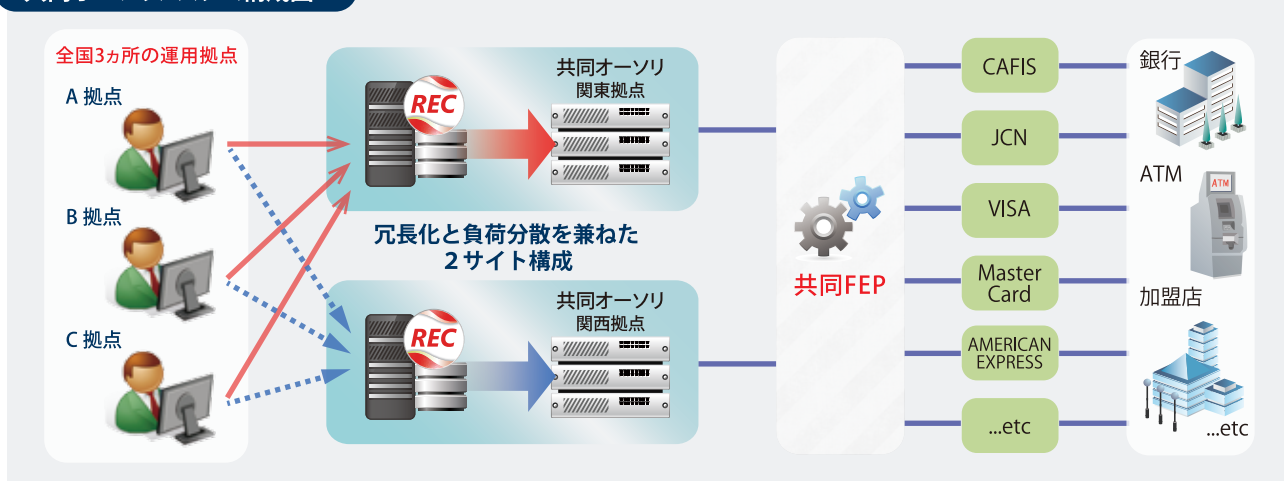 全国3ヵ所の運用拠点
A 拠点
B 拠点
C 拠点
REC
共同オーソリ
関東拠点
冗長化と負荷分散を兼ねた
2サイト構成
REC
共同オーソリ
関西拠点
共同FEP
CAFIS
JCN
VISA
Master
Card
AMERICAN
EXPRESS
...etc
銀行
ATM
ATM
加盟店
...etc